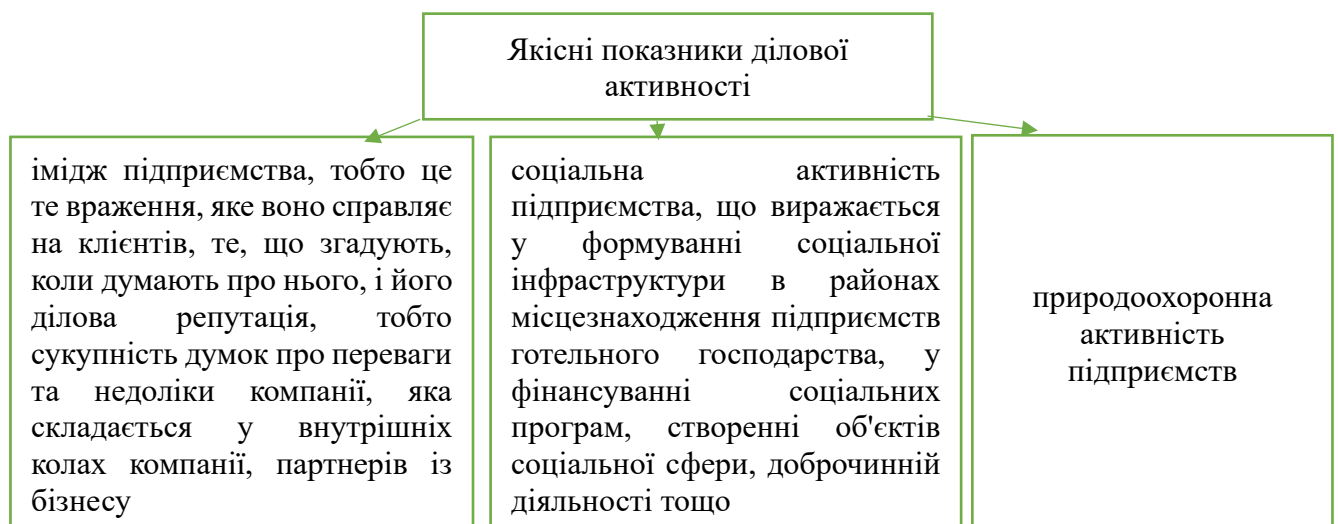 Якісні показники ділової
активності
імідж підприємства, тобто це
те враження, яке воно справляє
на клієнтів, те, що згадують,
коли думають про нього, і його
ділова репутація, тобто
сукупність думок про переваги
та недоліки компанії, яка
складається у внутрішніх
колах компанії, партнерів із
бізнесу
соціальна активність
підприємства, що виражається
у формуванні соціальної
інфраструктури в районах
місцезнаходження підприємств
готельного господарства, у
фінансуванні соціальних
програм, створенні об'єктів
соціальної сфери, доброчинній
діяльності тощо
природоохоронна
активність
підприємств